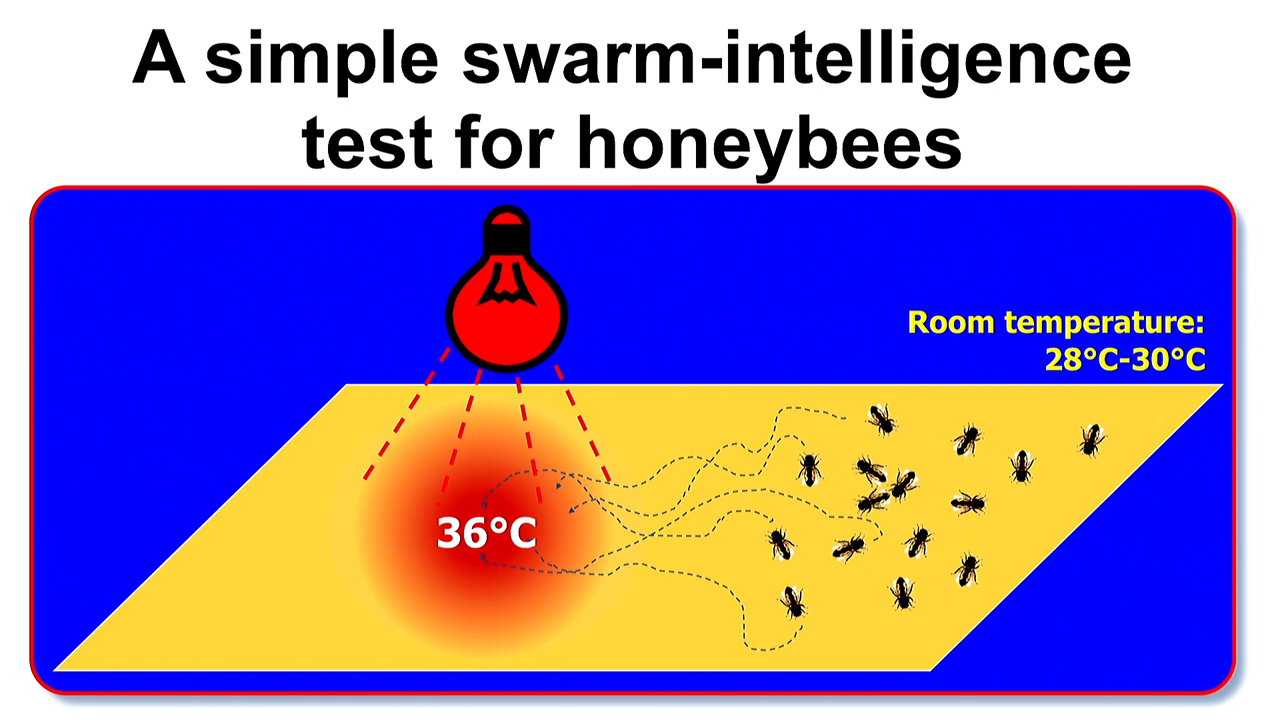 A simple swarm-intelligence
test for honeybees
Room temperature:
28°C-30°C
36°C